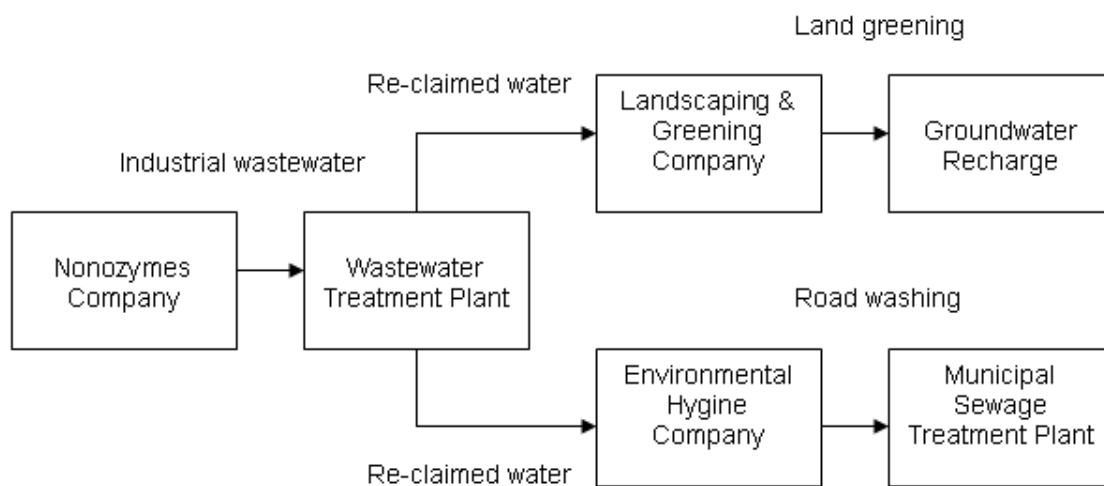 Land greening
Re-claimed water
Landscaping &
Greening
Company
Groundwater
Recharge
Industrial wastewater
Nonozymes
Company
Wastewater
Treatment Plant
Road washing
Environmental
Hygine
Company
Municipal
Sewage
Treatment Plant
Re-claimed water